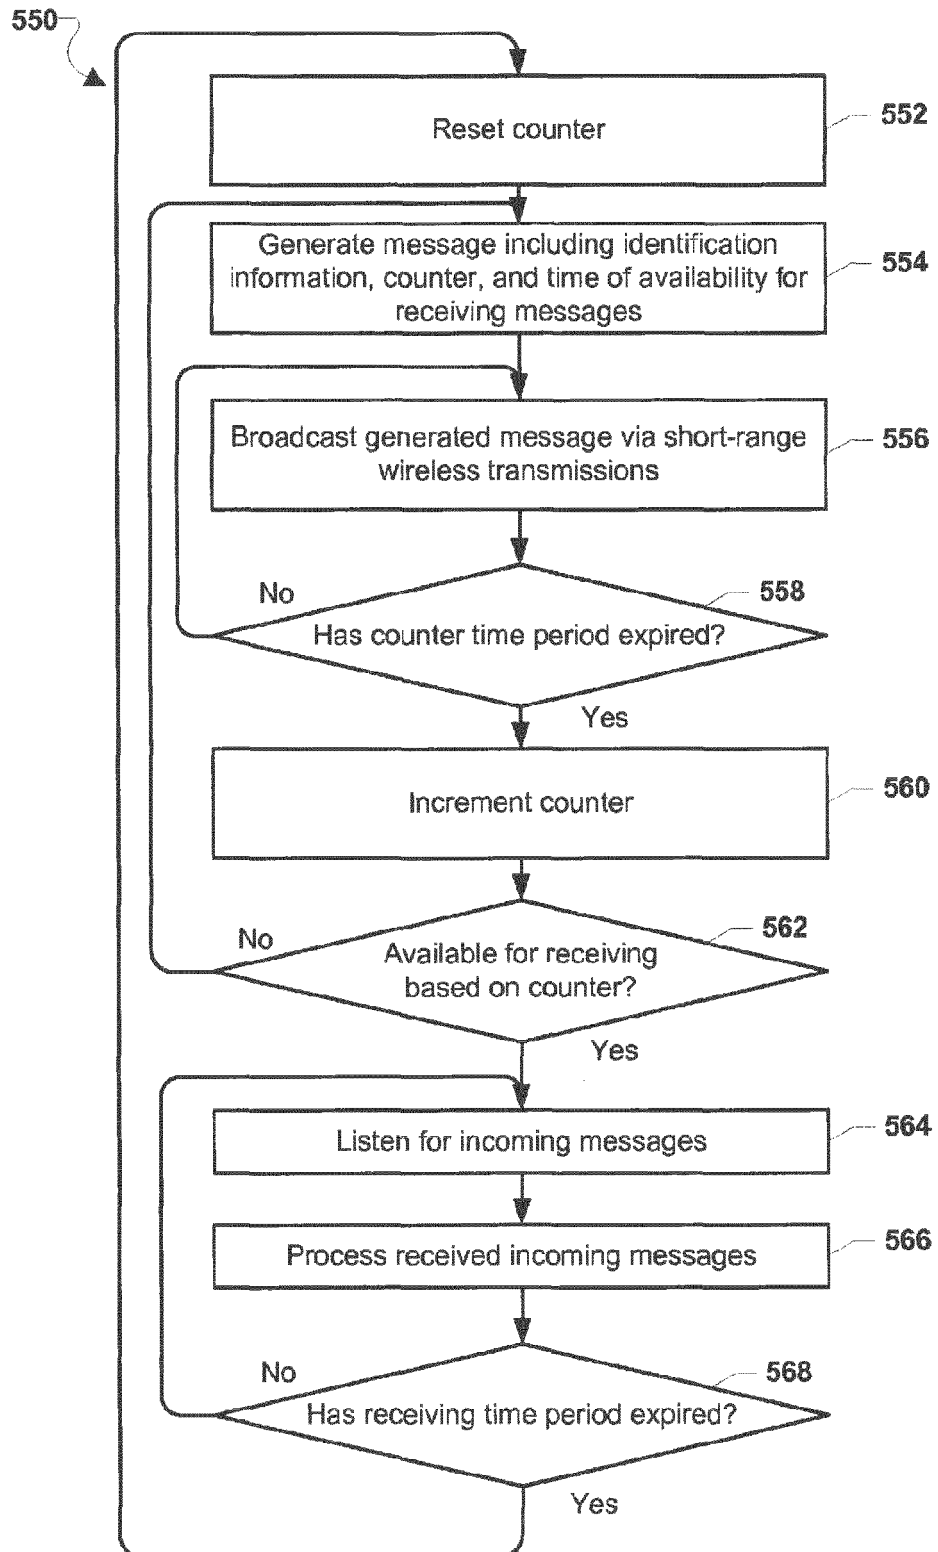 550
Reset counter
552
Generate message including identification
information, counter, and time of availability for
receiving messages
554
Broadcast generated message via short-range
wireless transmissions
556
No
558
Has counter time period expired?
Yes
Increment counter
560
No
562
Available for receiving
based on counter?
Yes
Listen for incoming messages
564
Process received incoming messages
566
No
568
Has receiving time period expired?
Yes